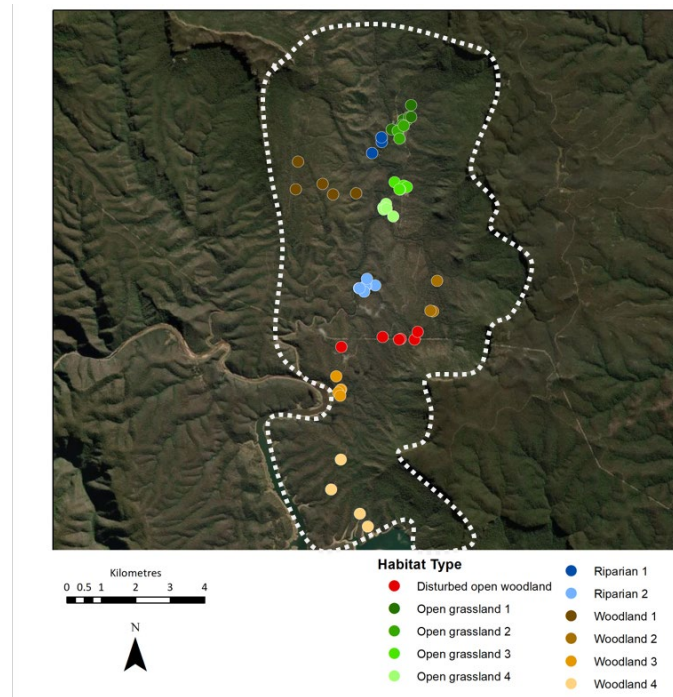 Kilometres
0 0.5 1 2 3 4
N
Habitat Type
Disturbed open woodland
Open grassland 1
Open grassland 2
Open grassland 3
Open grassland 4
Riparian 1
Riparian 2
Woodland 1
Woodland 2
Woodland 3
Woodland 4